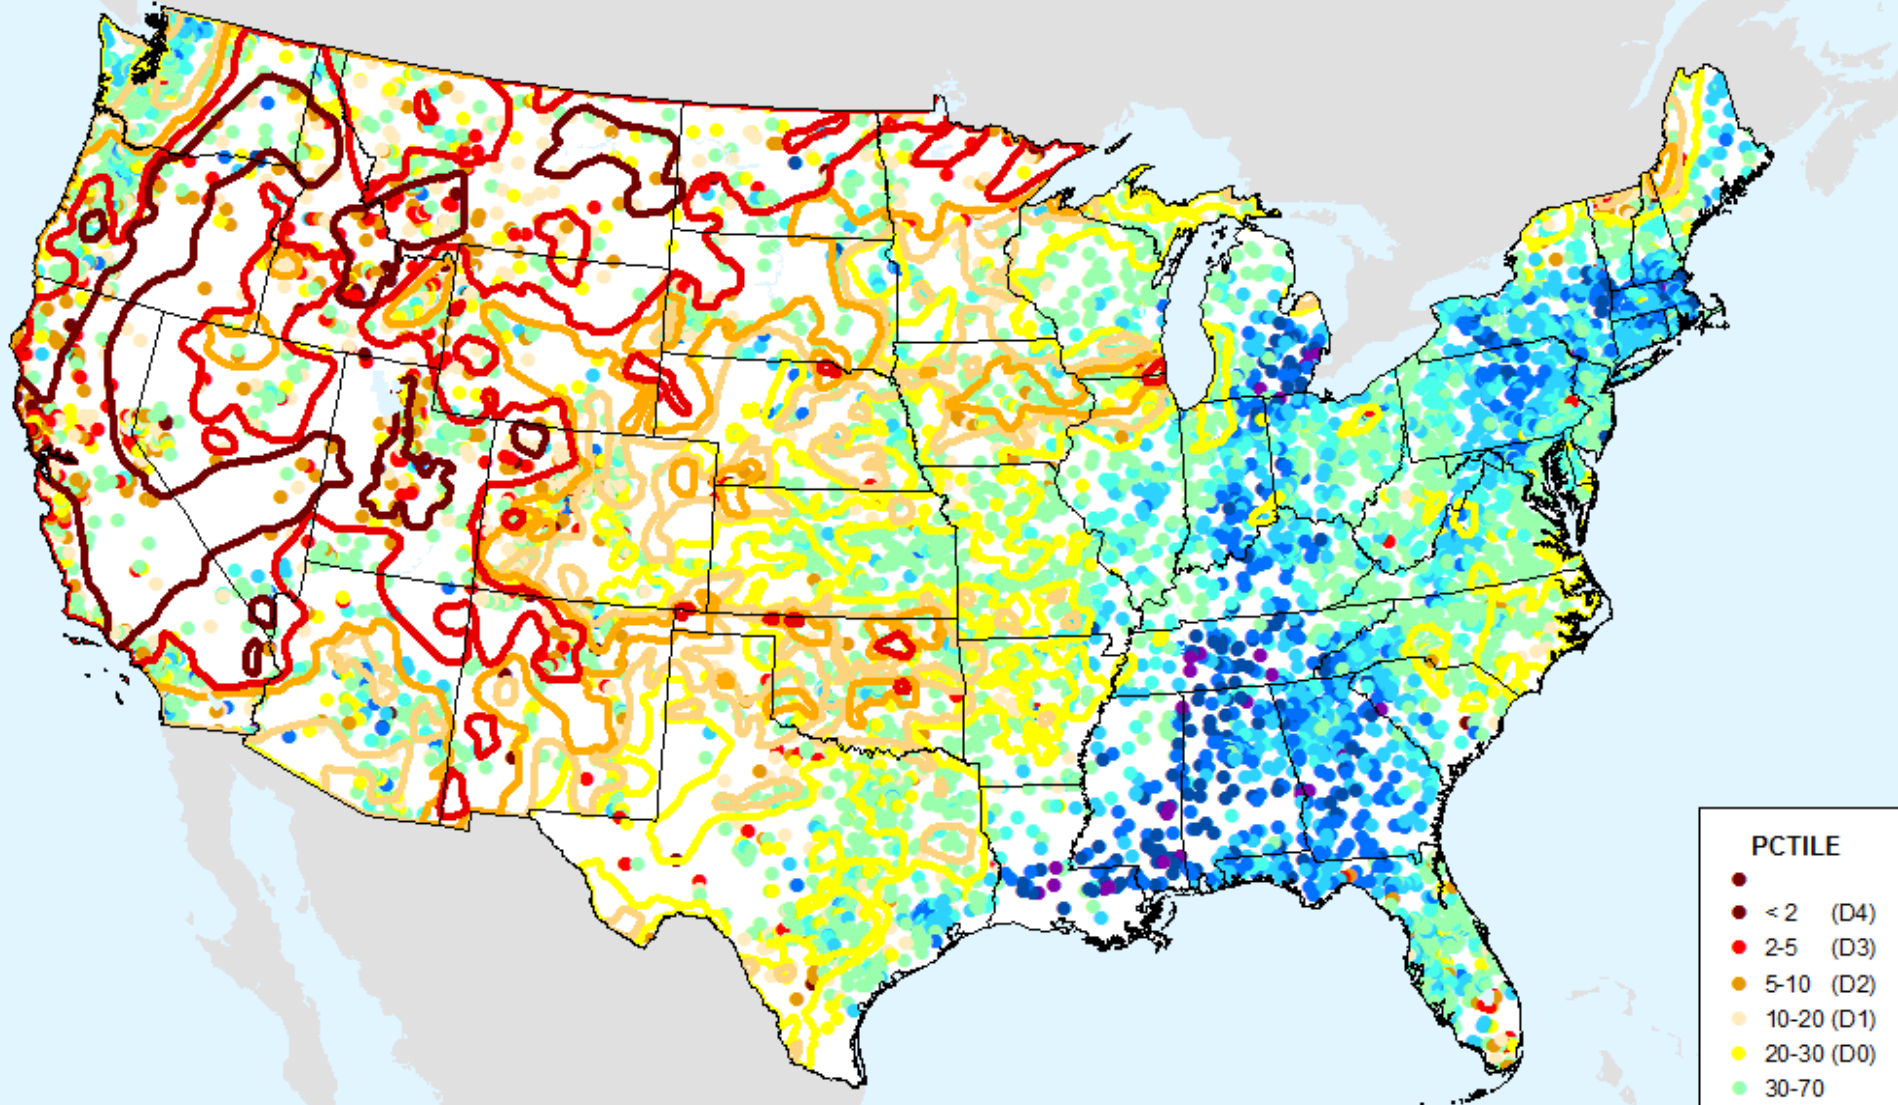 PCTILE
< 2 (D4)
2-5 (D3)
5-10 (D2)
10-20 (D1)
20-30 (D0)
30-70